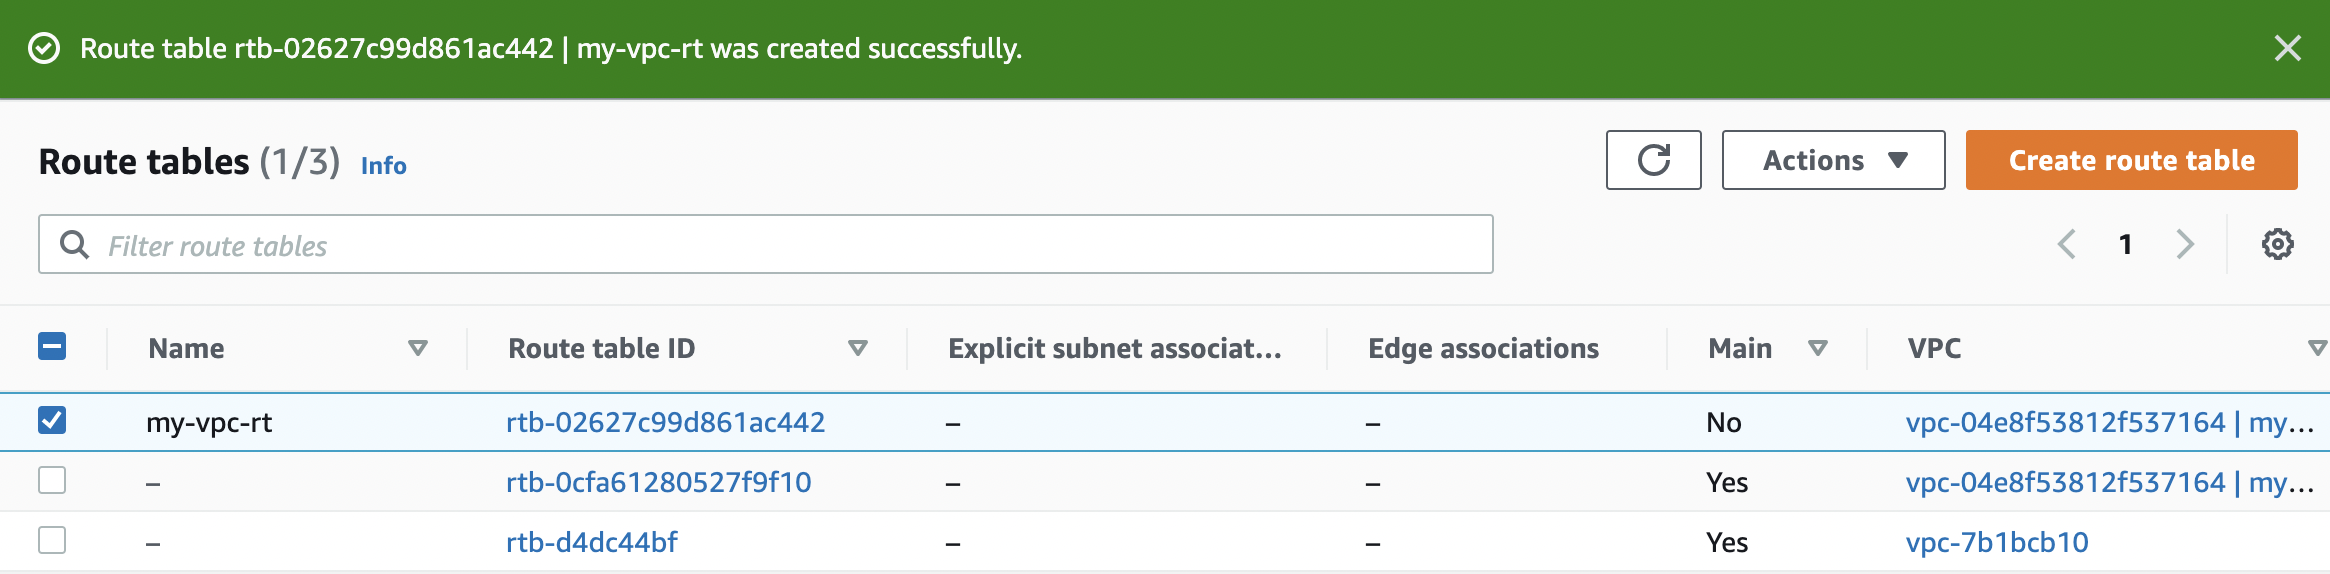 Route table rtb-02627c99d861ac442 | my-vpc-rt was created successfully.
Route tables (1/3) Info
Actions
Create route table
Filter route tables
1
Name Route table ID Explicit subnet associat... Edge associations Main VPC
my-vpc-rt rtb-02627c99d861ac442 – – No vpc-04e8f53812f537164 | my...
– rtb-0cfa61280527f9f10 – – Yes vpc-04e8f53812f537164 | my...
– rtb-d4dc44bf – – Yes vpc-7b1bcb10